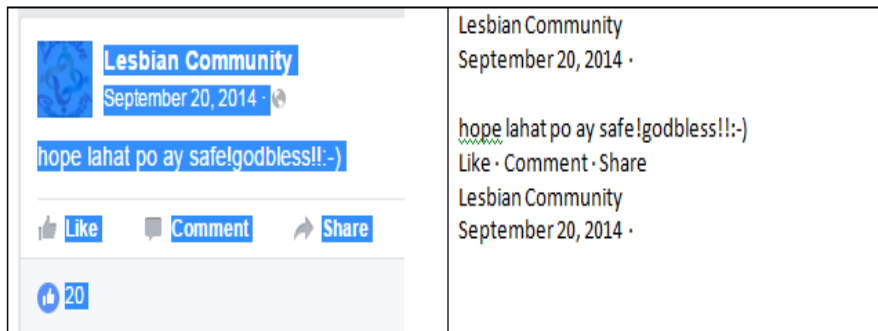 Lesbian Community
September 20, 2014 ·
hope lahat po ay safe!godbless!!:-)
Like Comment Share
20
Lesbian Community
September 20, 2014 ·
hope lahat po ay safe!godbless!!:-)
Like · Comment · Share
Lesbian Community
September 20, 2014 ·